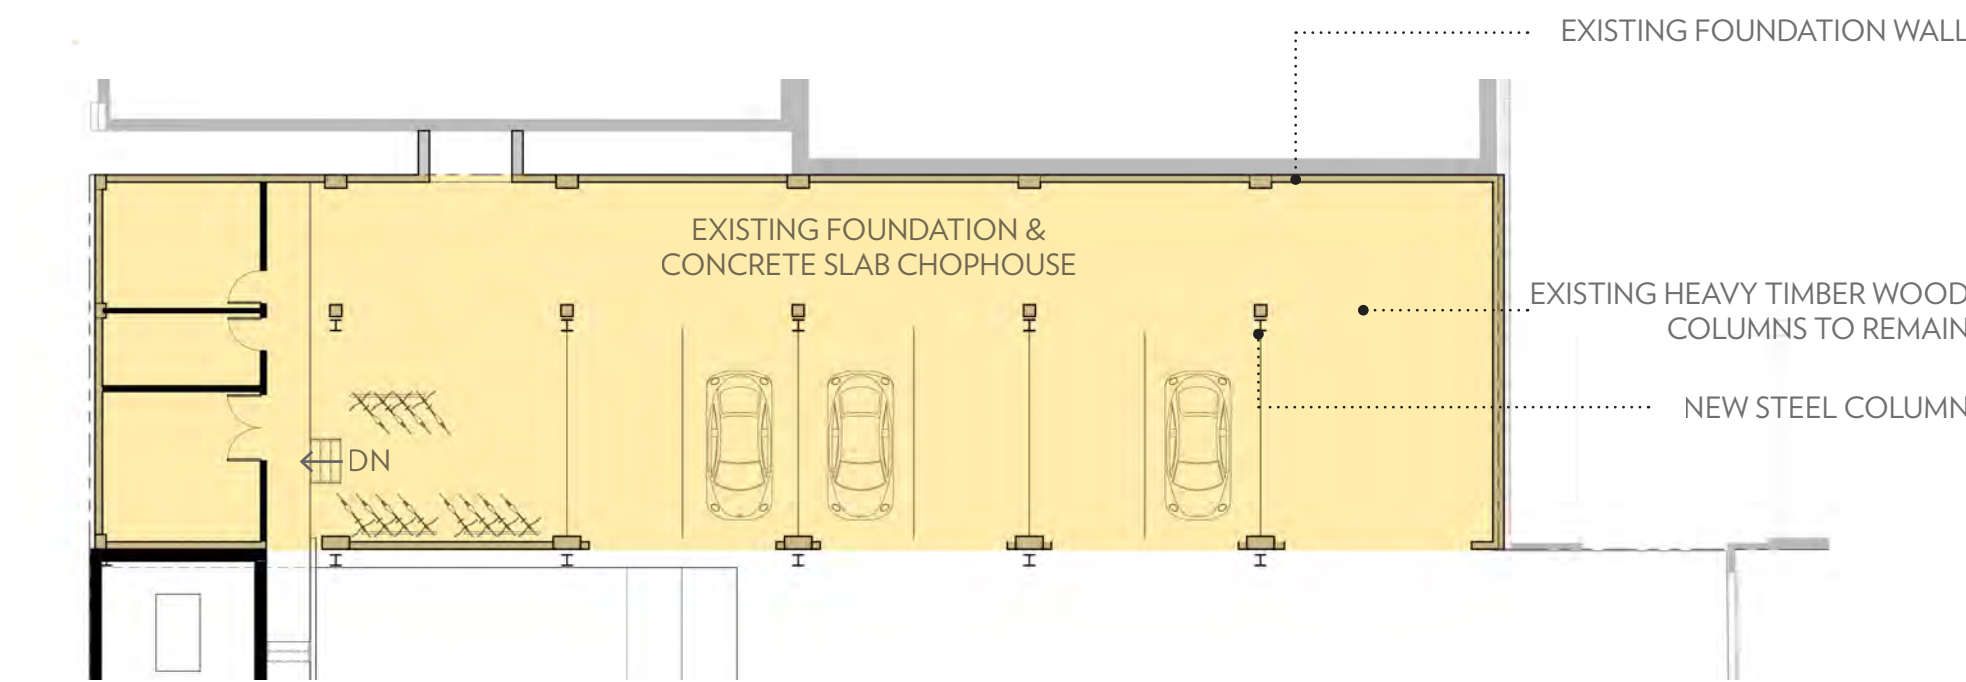 EXISTING FOUNDATION WALL
EXISTING FOUNDATION &
CONCRETE SLAB CHOPHOUSE
EXISTING HEAVY TIMBER WOOD
COLUMNS TO REMAIN
NEW STEEL COLUMN
DN